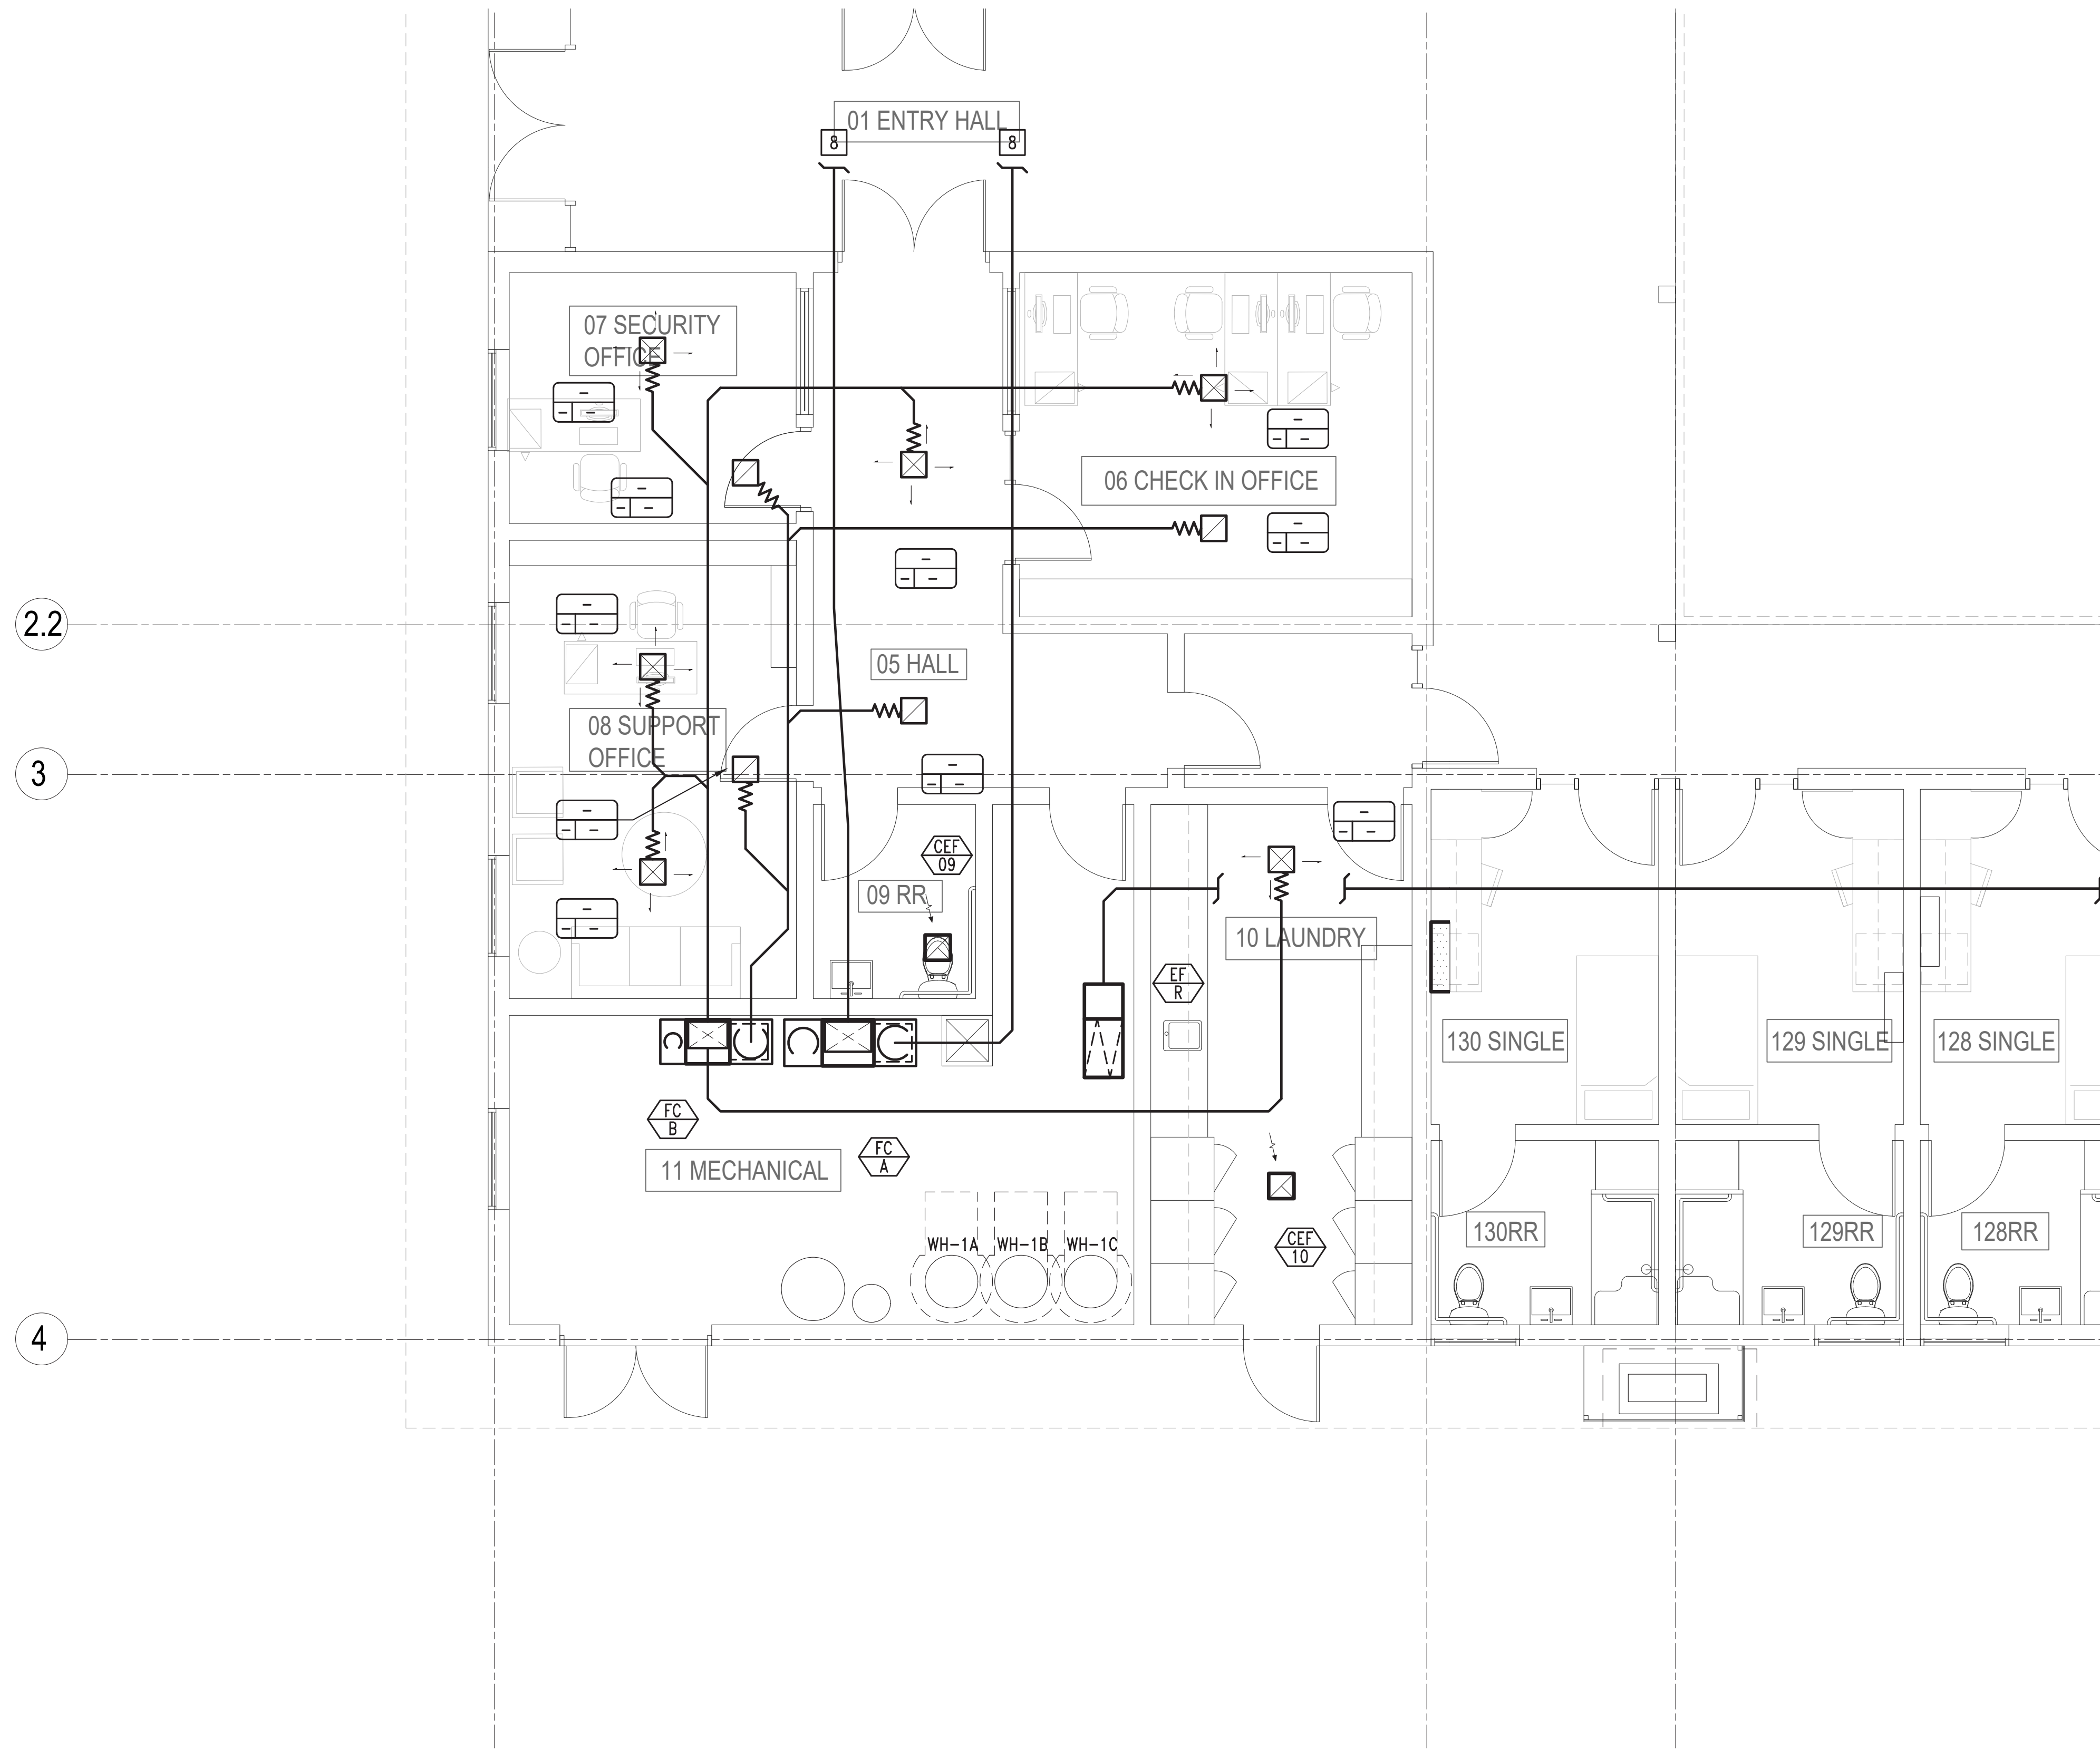 01 ENTRY HALL
8
8
07 SECURITY
OFFICE
-
- -
-
- -
-
- -
06 CHECK IN OFFICE
-
- -
-
- -
2.2
-
- -
05 HALL
08 SUPPORT
OFFICE
3
-
- -
-
- -
-
- -
CEF
09
09 RR
-
- -
10 LAUNDRY
EF
R
130 SINGLE
129 SINGLE
128 SINGLE
FC
B
FC
A
11 MECHANICAL
WH-1A
WH-1B
WH-1C
CEF
10
130RR
129RR
128RR
4